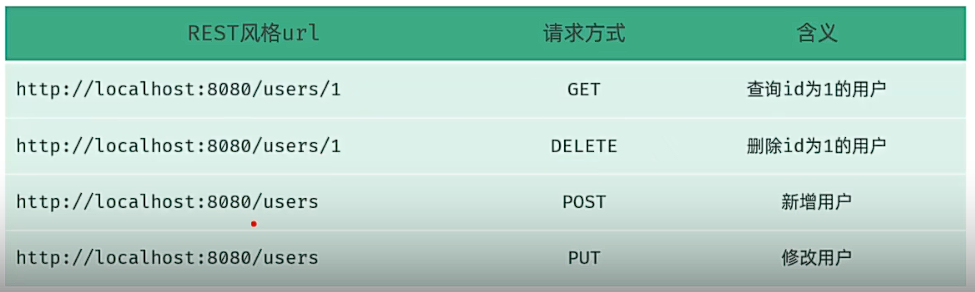 REST风格url 请求方式 含义
http://localhost:8080/users/1 GET 查询id为1的用户
http://localhost:8080/users/1 DELETE 删除id为1的用户
http://localhost:8080/users POST 新增用户
http://localhost:8080/users PUT 修改用户